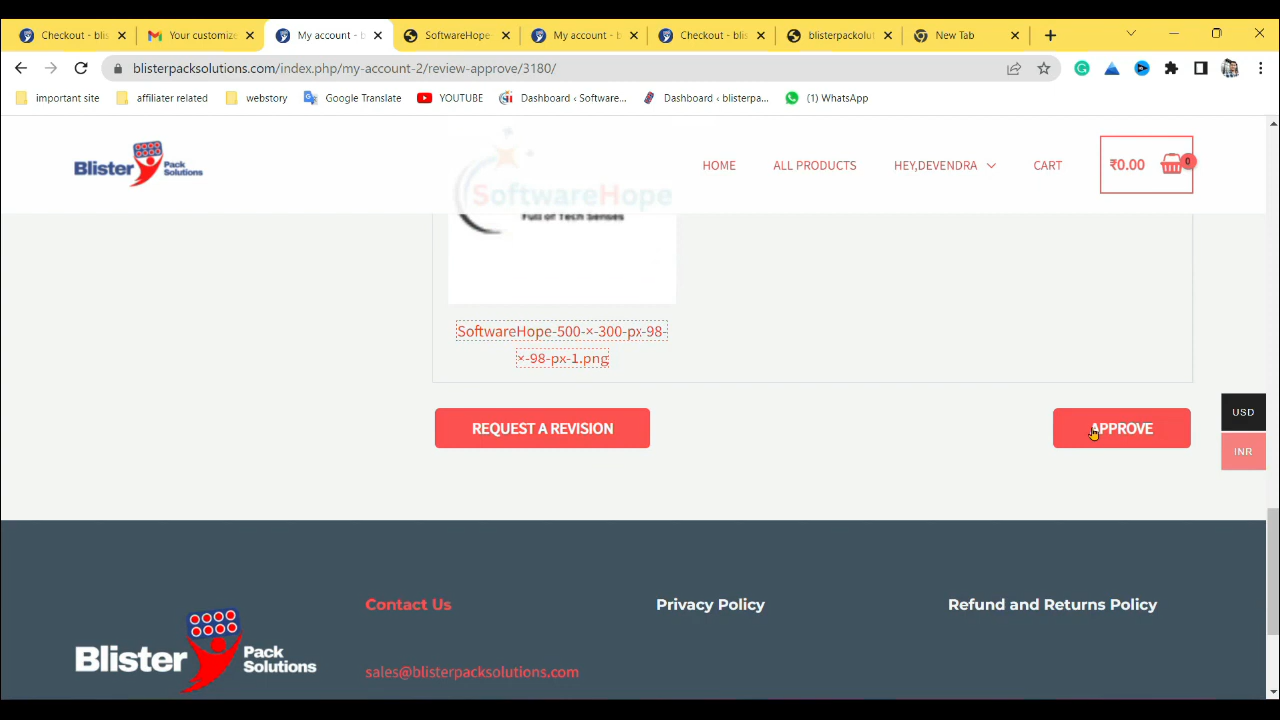 Checkout - blis
Your customize
My account - b
SoftwareHope-
My account - b
Checkout - blis
blisterpackolut
New Tab
blisterpacksolutions.com/index.php/my-account-2/review-approve/3180/
important site
affiliater related
webstory
Google Translate
YOUTUBE
Dashboard ‹ Software...
Dashboard ‹ blisterpa...
(1) WhatsApp
Blister Pack Solutions
HOME
ALL PRODUCTS
HEY,DEVENDRA
CART
₹0.00
0
SoftwareHope
Full of Tech Senses
SoftwareHope-500-×-300-px-98-
×-98-px-1.png
REQUEST A REVISION
APPROVE
USD
INR
Blister Pack Solutions
Contact Us
Privacy Policy
Refund and Returns Policy
sales@blisterpacksolutions.com